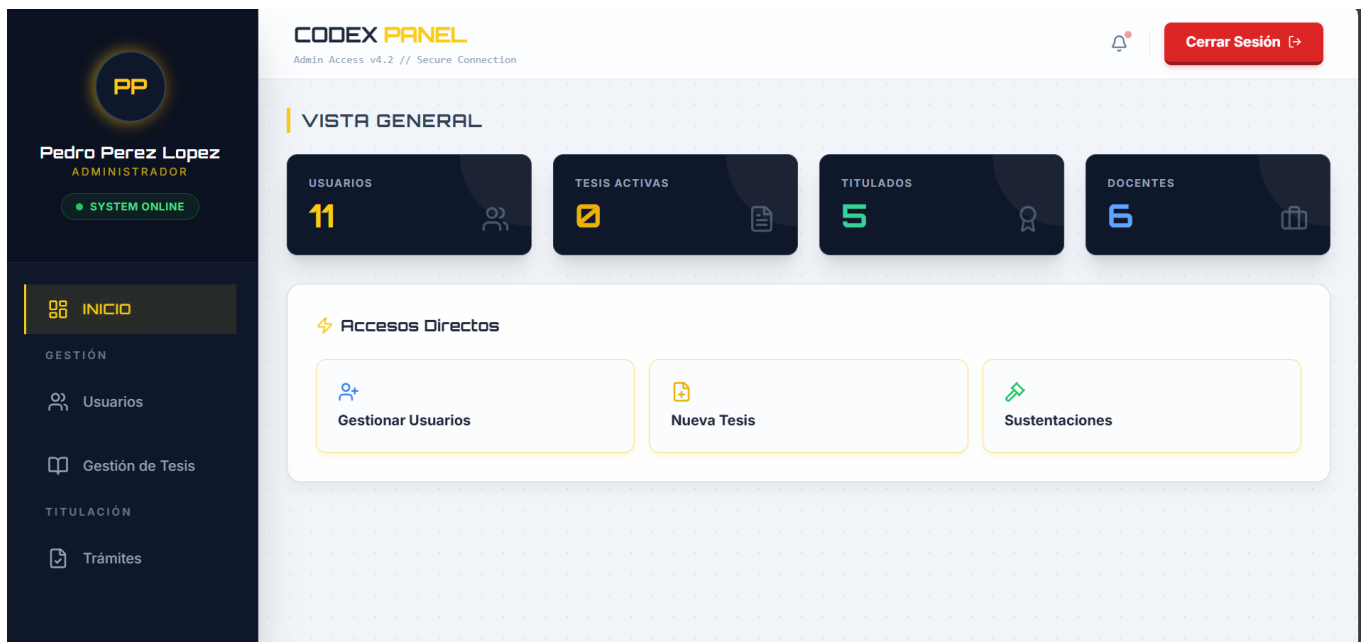 PP
Pedro Perez Lopez
ADMINISTRADOR
SYSTEM ONLINE
INICIO
GESTIÓN
Usuarios
Gestión de Tesis
TITULACIÓN
Trámites
CODEX PANEL
Admin Access v4.2 // Secure Connection
Cerrar Sesión
VISTA GENERAL
USUARIOS
11
TESIS ACTIVAS
0
TITULADOS
5
DOCENTES
6
Accesos Directos
Gestionar Usuarios
Nueva Tesis
Sustentaciones